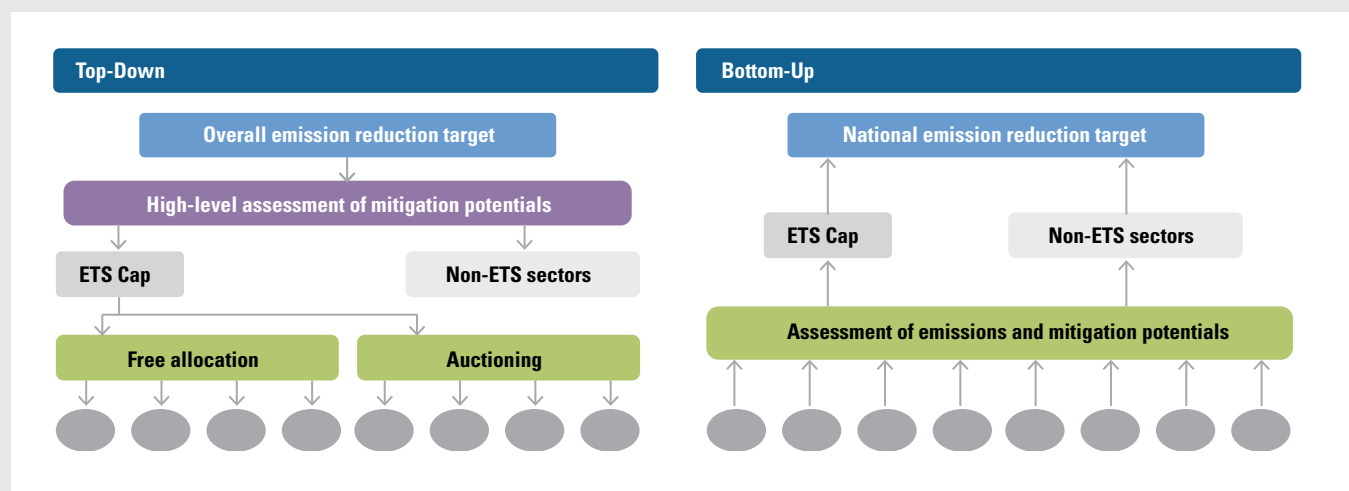 Top-Down
Overall emission reduction target
High-level assessment of mitigation potentials
ETS Cap
Non-ETS sectors
Free allocation
Auctioning
Bottom-Up
National emission reduction target
ETS Cap
Non-ETS sectors
Assessment of emissions and mitigation potentials